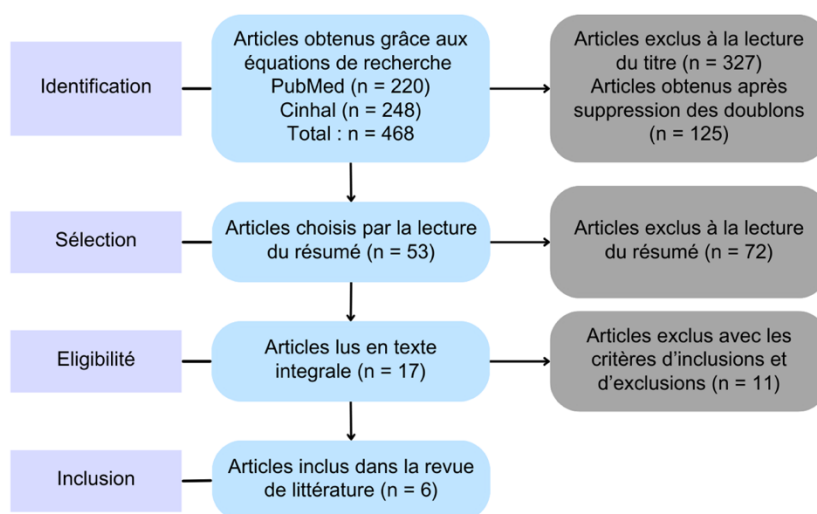 Identification
Articles obtenus grâce aux
équations de recherche
PubMed (n = 220)
Cinhal (n = 248)
Total : n = 468
Articles exclus à la lecture
du titre (n = 327)
Articles obtenus après
suppression des doublons
(n = 125)
Sélection
Articles choisis par la lecture
du résumé (n = 53)
Articles exclus à la lecture
du résumé (n = 72)
Eligibilité
Articles lus en texte
integrale (n = 17)
Articles exclus avec les
critères d'inclusions et
d'exclusions (n = 11)
Inclusion
Articles inclus dans la revue
de littérature (n = 6)